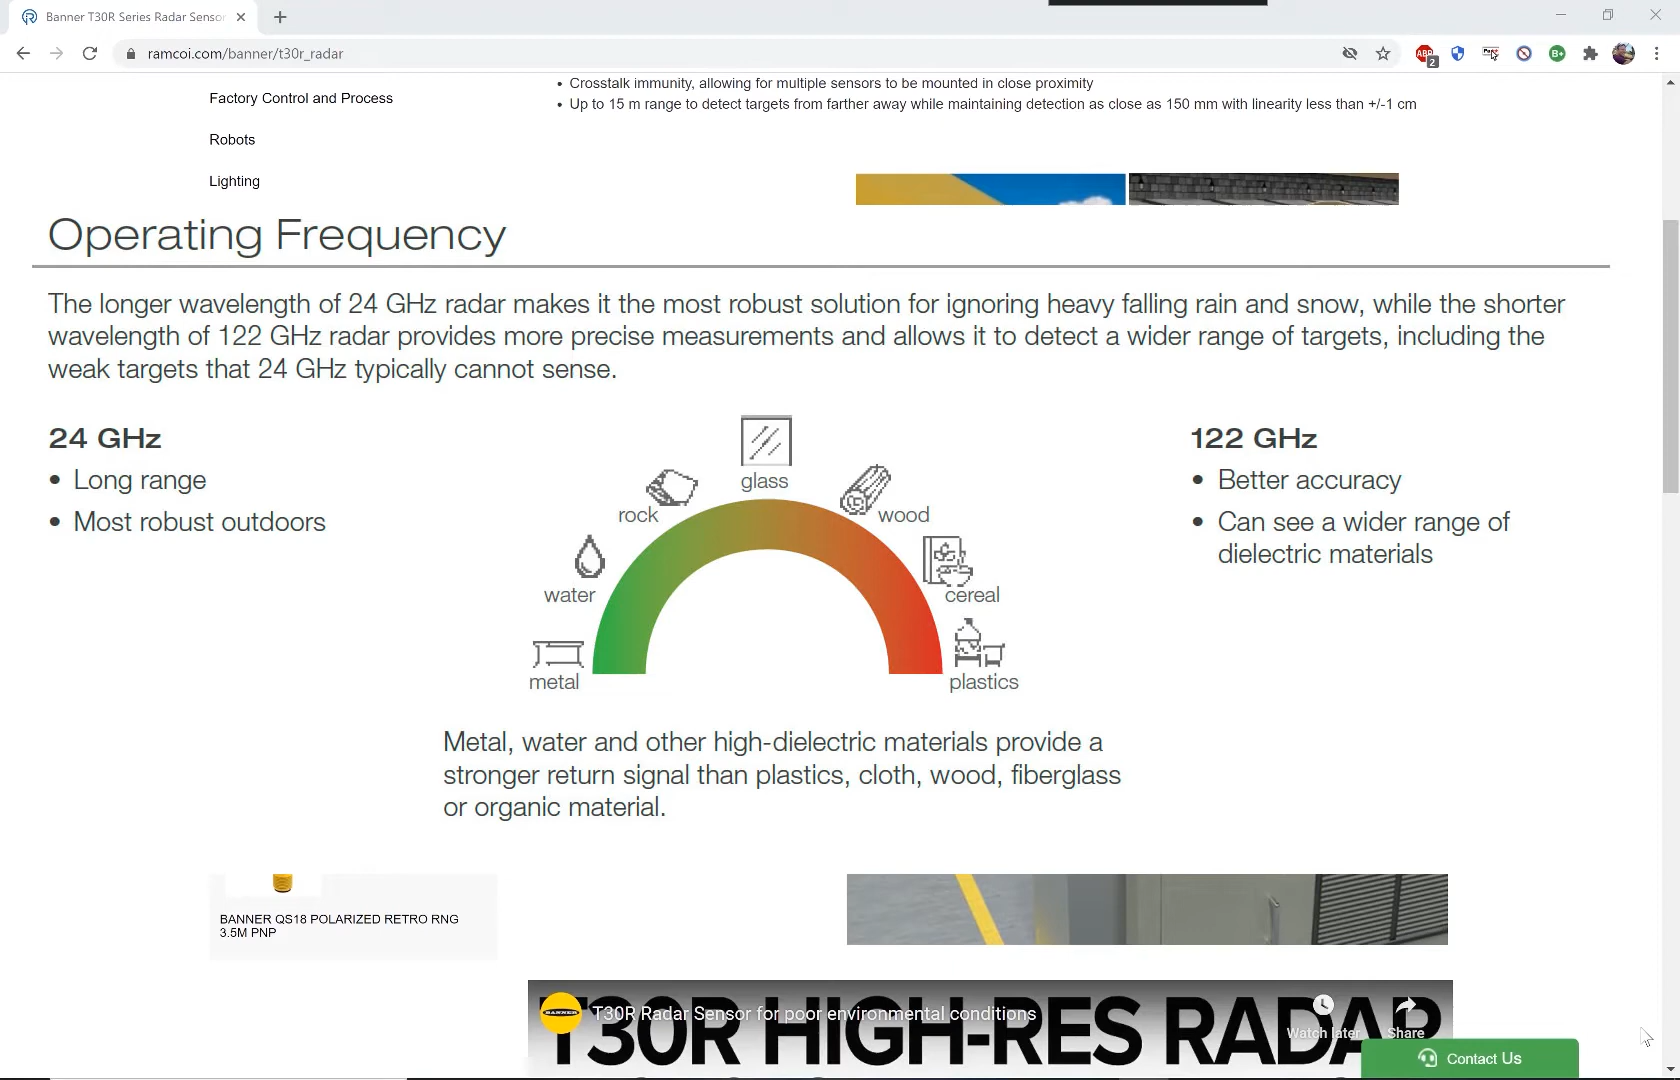 Banner T30R Series Radar Sensor
ramcoi.com/banner/t30r_radar
ABP
2
B+
Factory Control and Process
Robots
Lighting
• Crosstalk immunity, allowing for multiple sensors to be mounted in close proximity
• Up to 15 m range to detect targets from farther away while maintaining detection as close as 150 mm with linearity less than +/-1 cm
Operating Frequency
The longer wavelength of 24 GHz radar makes it the most robust solution for ignoring heavy falling rain and snow, while the shorter
wavelength of 122 GHz radar provides more precise measurements and allows it to detect a wider range of targets, including the
weak targets that 24 GHz typically cannot sense.
24 GHz
• Long range
• Most robust outdoors
glass
rock
wood
water
cereal
metal
plastics
122 GHz
• Better accuracy
• Can see a wider range of
dielectric materials
Metal, water and other high-dielectric materials provide a
stronger return signal than plastics, cloth, wood, fiberglass
or organic material.
BANNER QS18 POLARIZED RETRO RNG
3.5M PNP
BANNER
T30R Radar Sensor for poor environmental conditions
T30R HIGH-RES RADAR
Watch later
Share
Contact Us